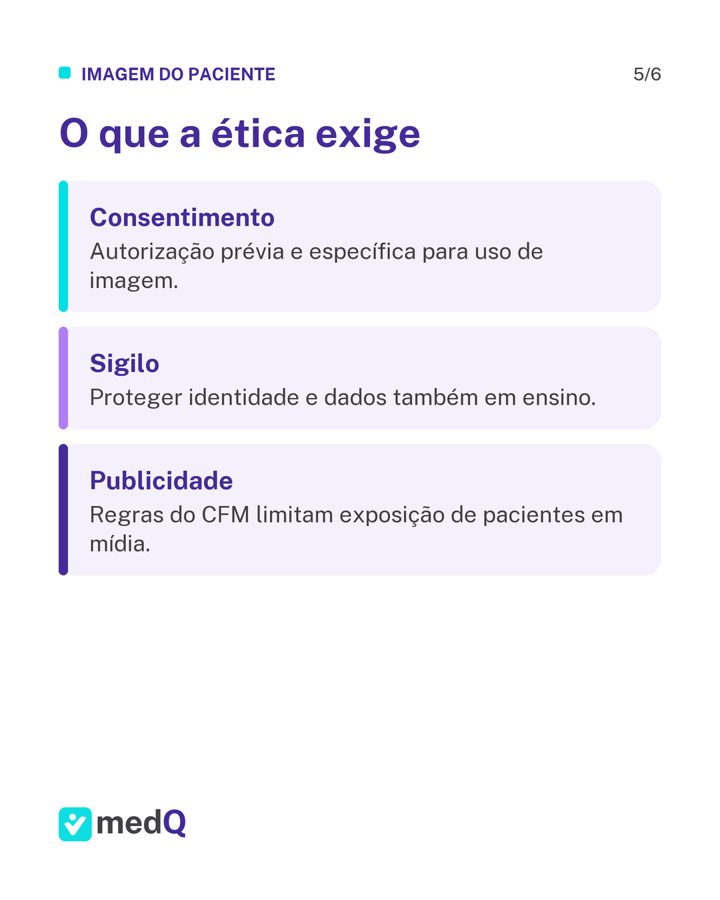 IMAGEM DO PACIENTE
5/6
O que a ética exige
Consentimento
Autorização prévia e específica para uso de
imagem.
Sigilo
Proteger identidade e dados também em ensino.
Publicidade
Regras do CFM limitam exposição de pacientes em
mídia.
medQ